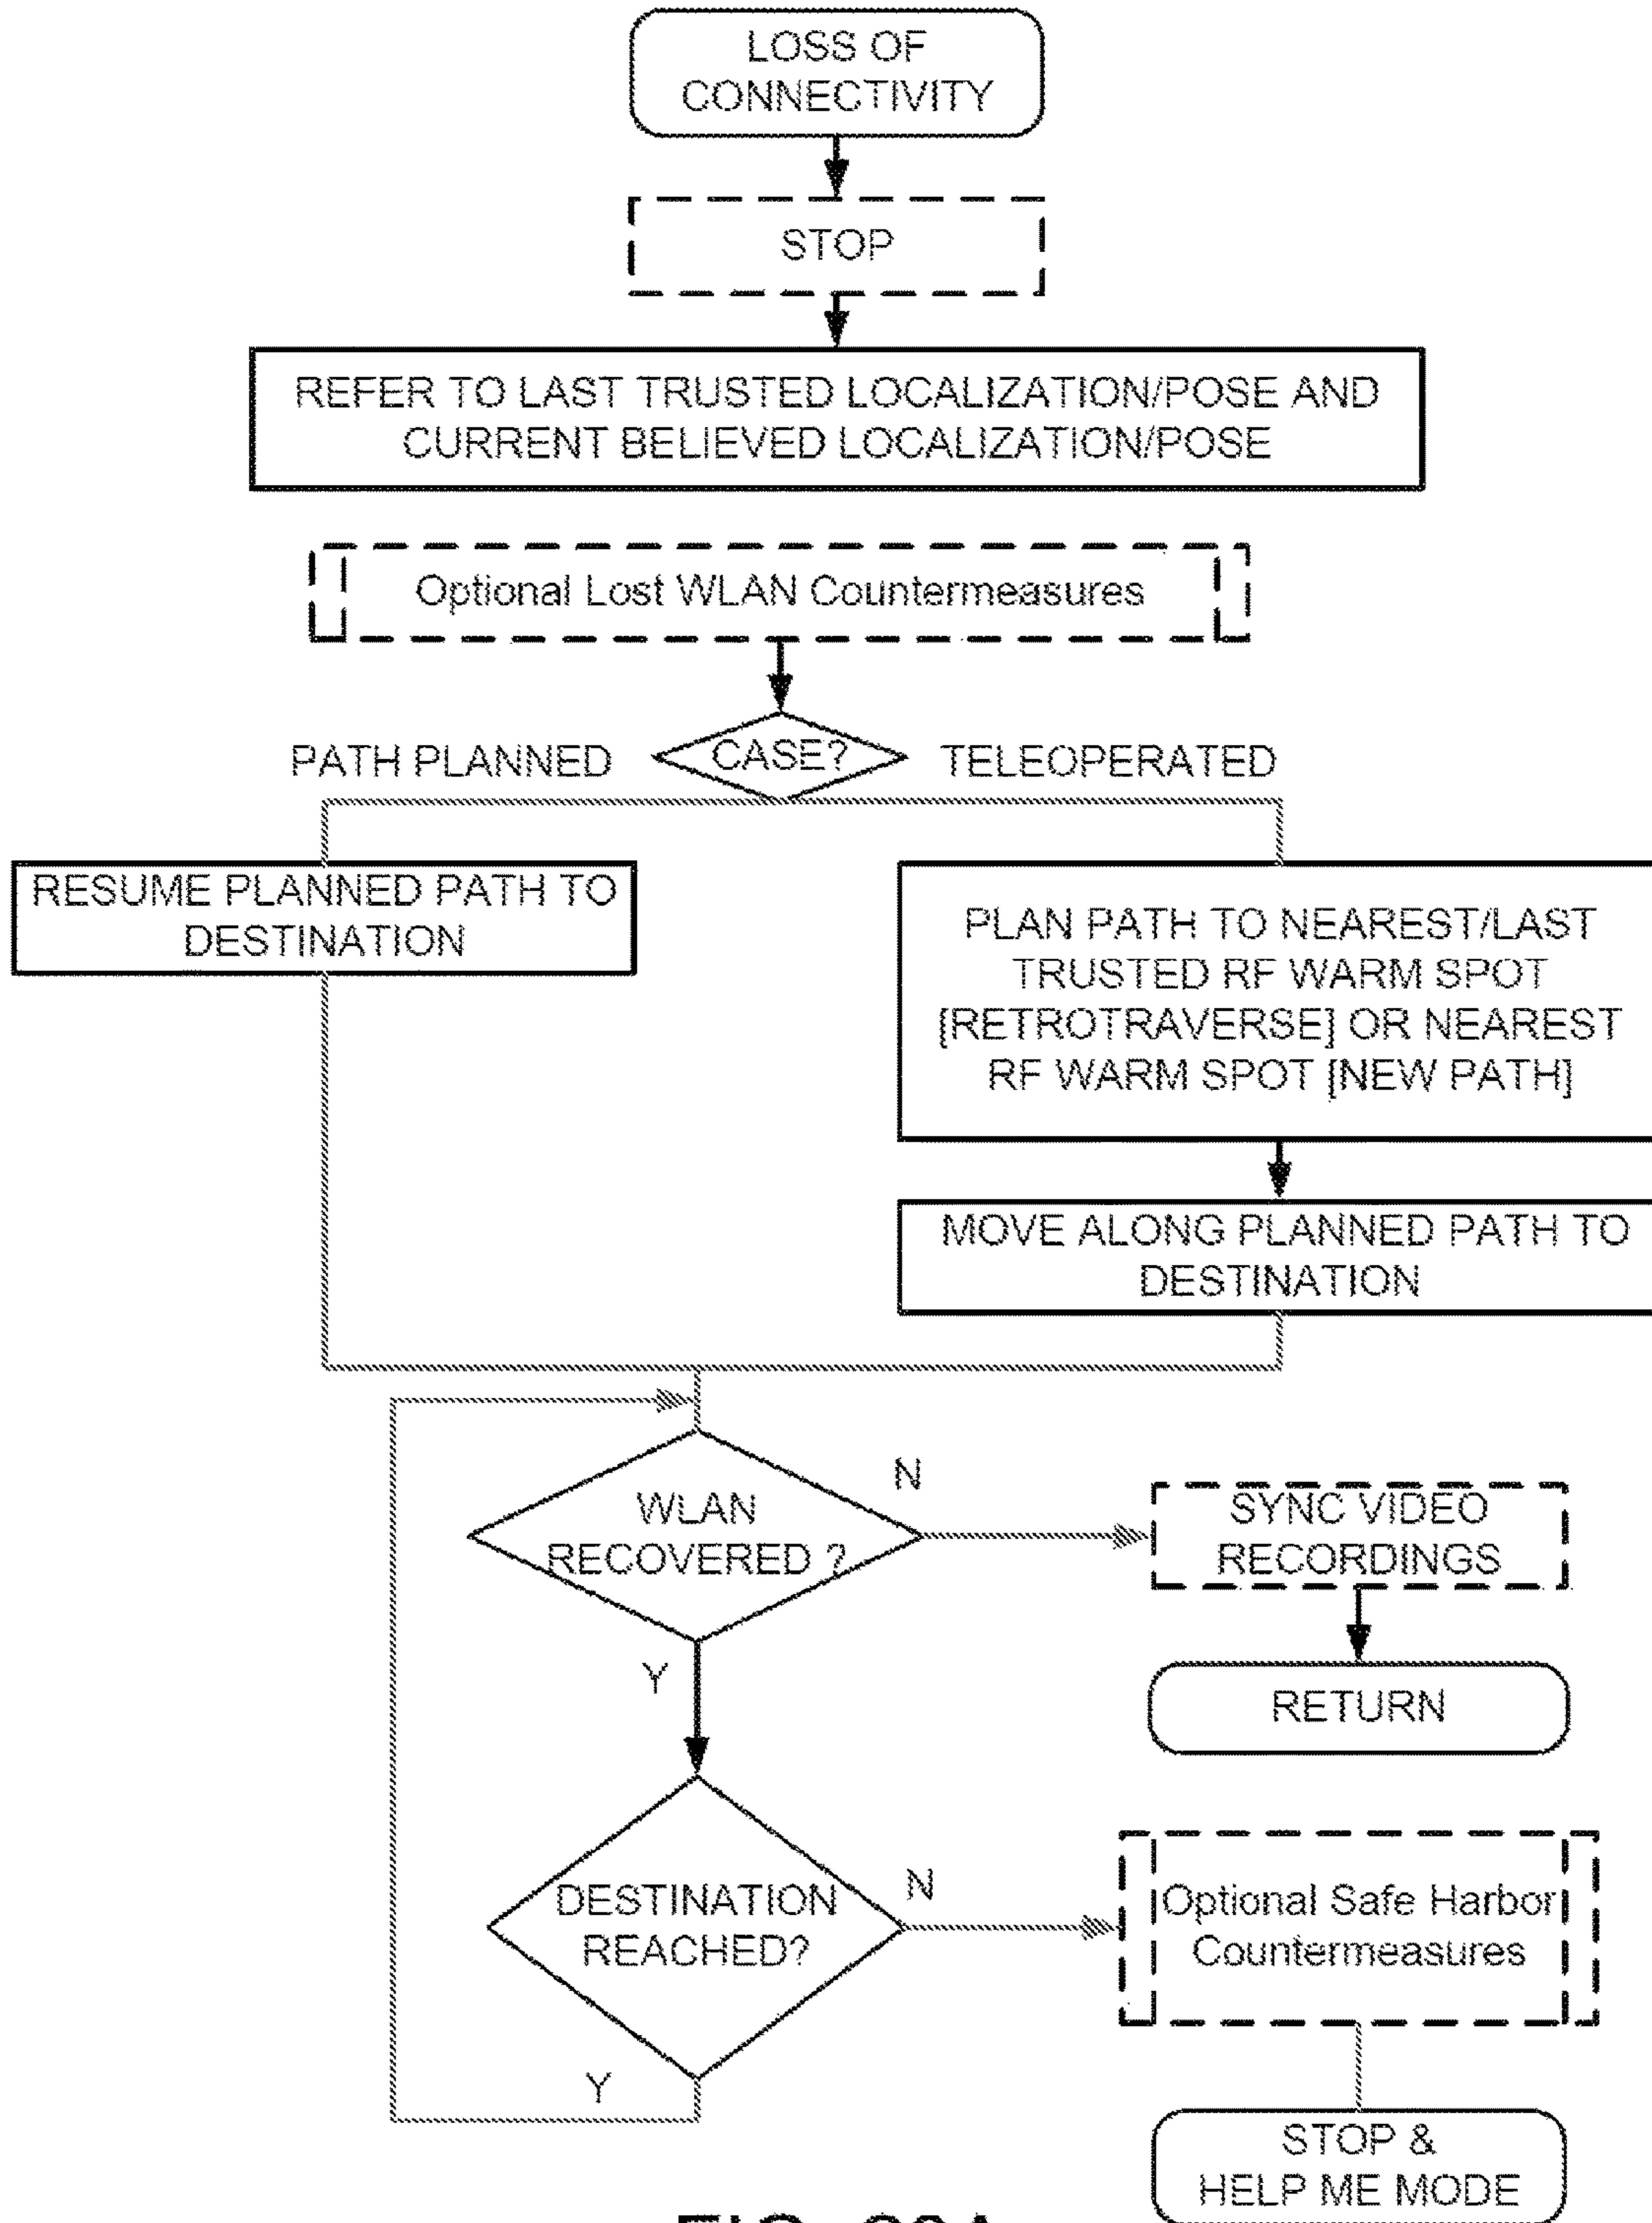 LOSS OF
CONNECTIVITY
STOP
REFER TO LAST TRUSTED LOCALIZATION/POSE AND
CURRENT BELIEVED LOCALIZATION/POSE
Optional Lost WLAN Countermeasures
PATH PLANNED
CASE?
TELEOPERATED
RESUME PLANNED PATH TO
DESTINATION
PLAN PATH TO NEAREST/LAST
TRUSTED RF WARM SPOT
[RETROTRAVERSE] OR NEAREST
RF WARM SPOT [NEW PATH]
MOVE ALONG PLANNED PATH TO
DESTINATION
WLAN
RECOVERED ?
N
SYNC VIDEO
RECORDINGS
Y
RETURN
DESTINATION
REACHED?
N
Optional Safe Harbor
Countermeasures
Y
STOP &
HELP ME MODE